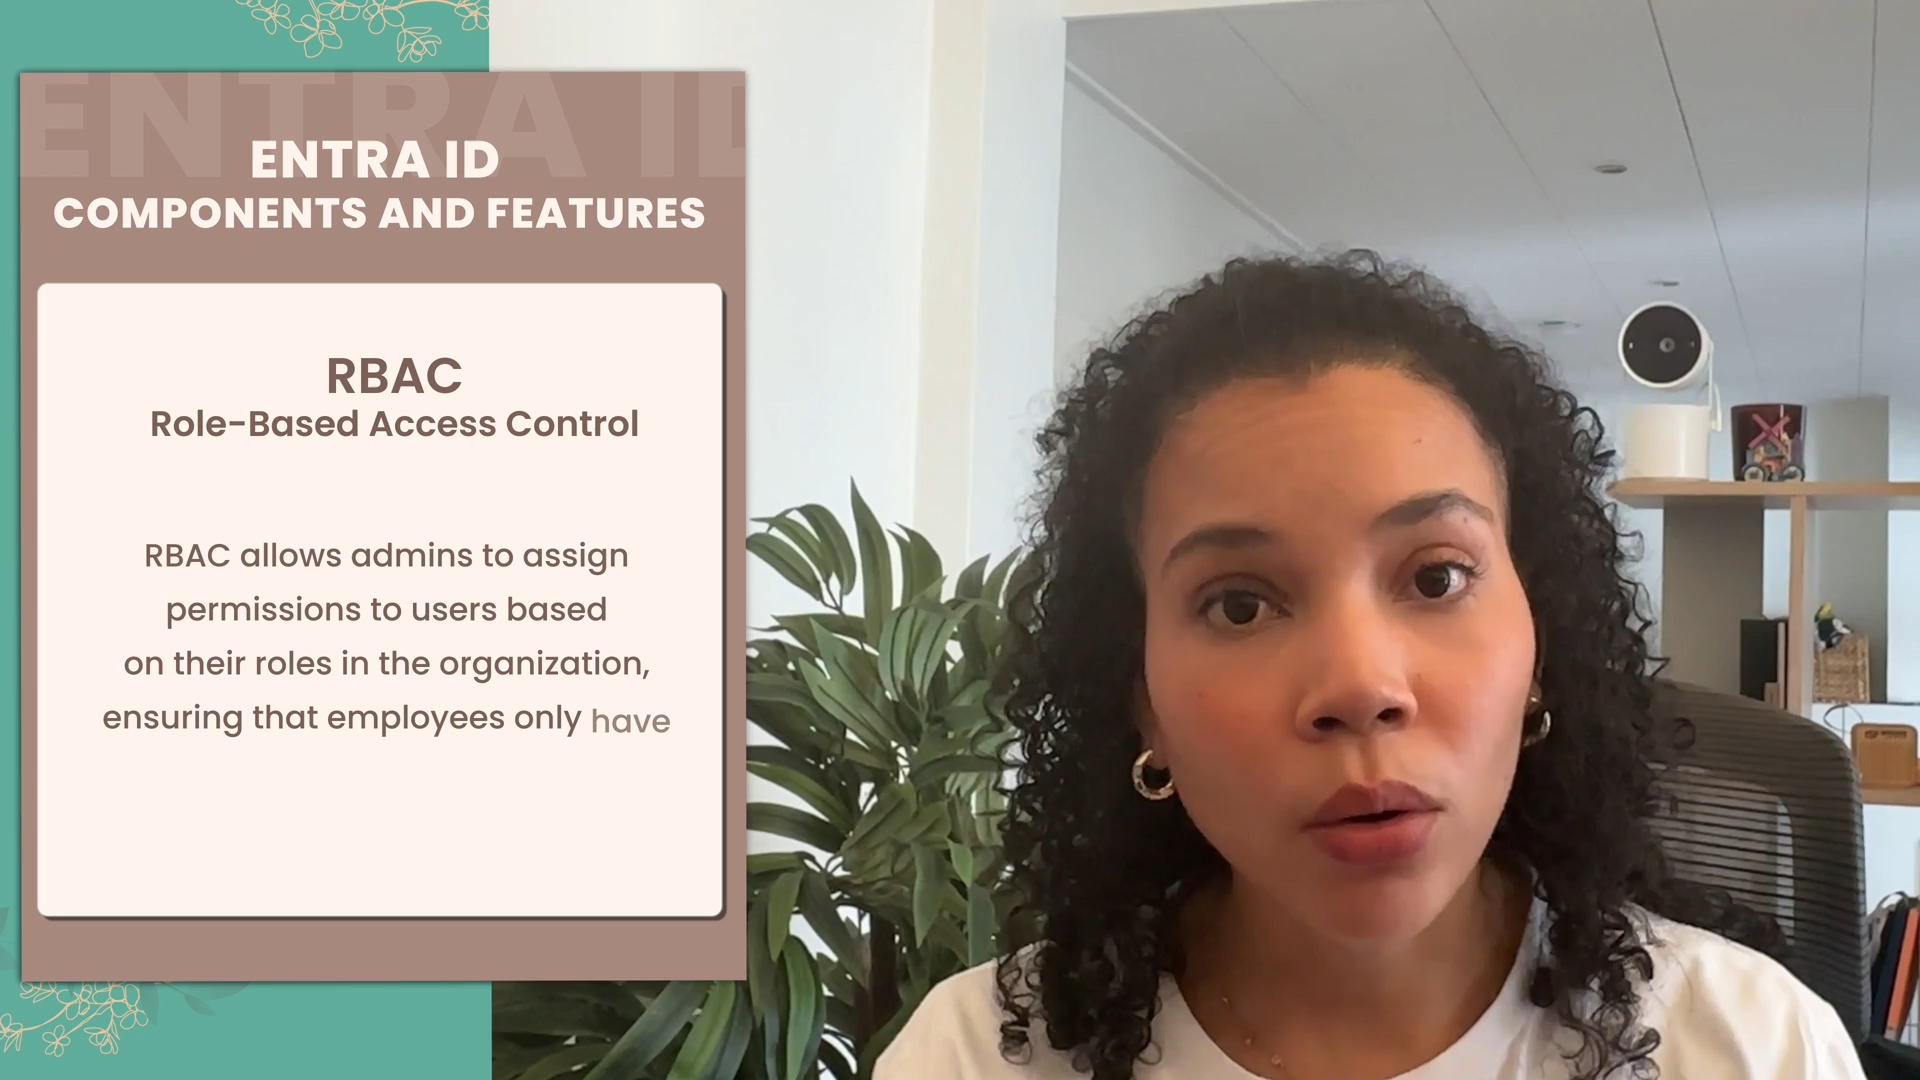 ENTRA ID
ENTRA ID
COMPONENTS AND FEATURES
RBAC
Role-Based Access Control
RBAC allows admins to assign
permissions to users based
on their roles in the organization,
ensuring that employees only have